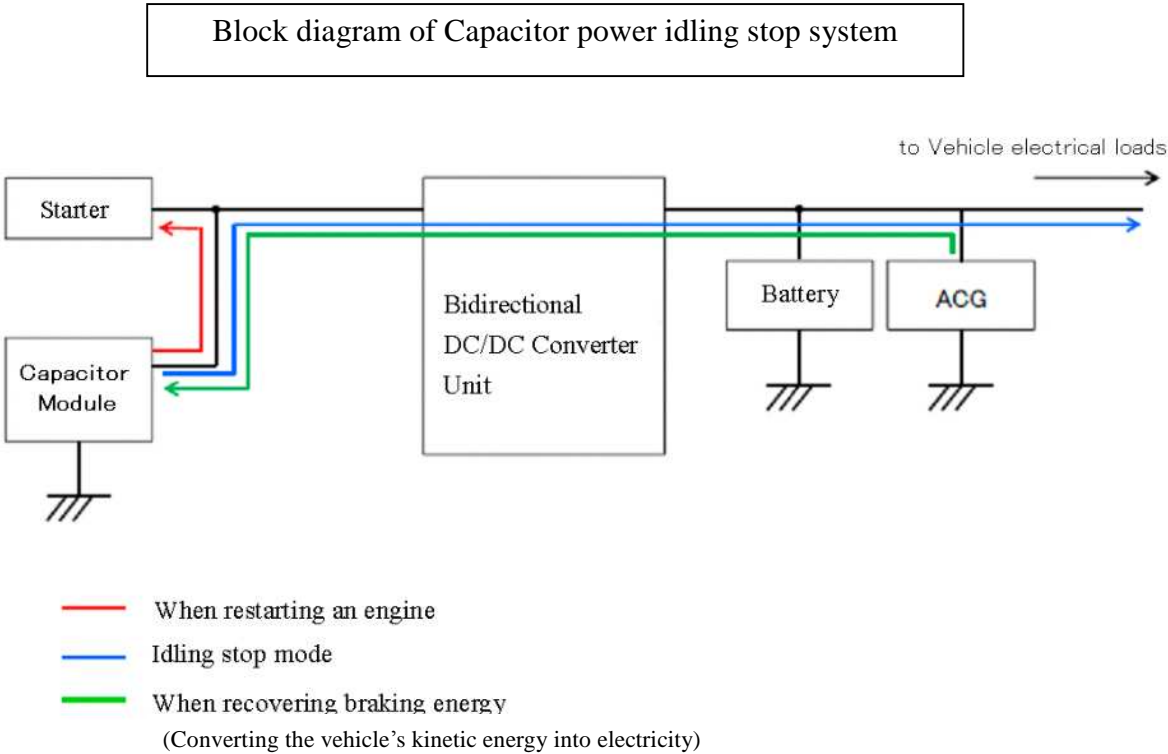 Block diagram of Capacitor power idling stop system
to Vehicle electrical loads
Starter
Bidirectional
DC/DC Converter
Unit
Battery
ACG
Capacitor
Module
When restarting an engine
Idling stop mode
When recovering braking energy
(Converting the vehicle’s kinetic energy into electricity)